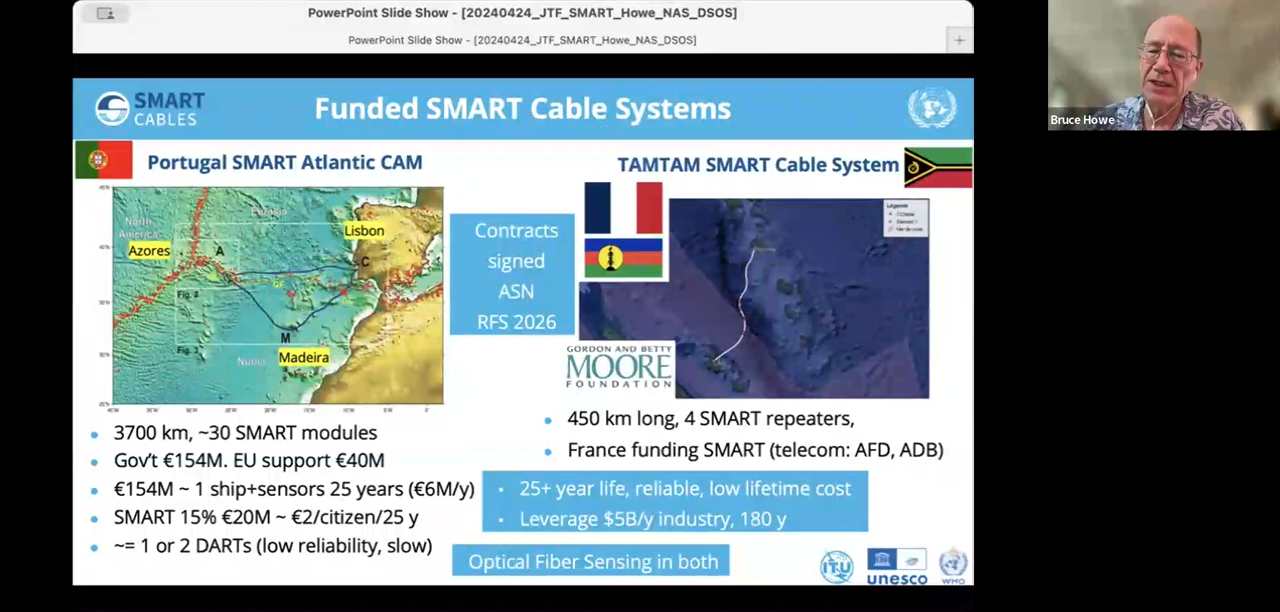 PowerPoint Slide Show - [20240424_JTF_SMART_Howe_NAS_DSOS]
PowerPoint Slide Show - [20240424_JTF_SMART_Howe_NAS_DSOS]
Bruce Howe
SMART
CABLES
Funded SMART Cable Systems
Portugal SMART Atlantic CAM
TAMTAM SMART Cable System
North
America
Eurasia
Lisbon
Azores
A
C
GF
Fig. 2
M
Madeira
Nubia
Contracts
signed
ASN
RFS 2026
GORDON AND BETTY
MOORE
FOUNDATION
• 3700 km, ~30 SMART modules
• Gov't €154M. EU support €40M
• €154M ~ 1 ship+sensors 25 years (€6M/y)
• SMART 15% €20M ~ €2/citizen/25 y
• ~= 1 or 2 DARTs (low reliability, slow)
• 450 km long, 4 SMART repeaters,
• France funding SMART (telecom: AFD, ADB)
• 25+ year life, reliable, low lifetime cost
• Leverage $5B/y industry, 180 y
Optical Fiber Sensing in both
ITU
unesco
WMO